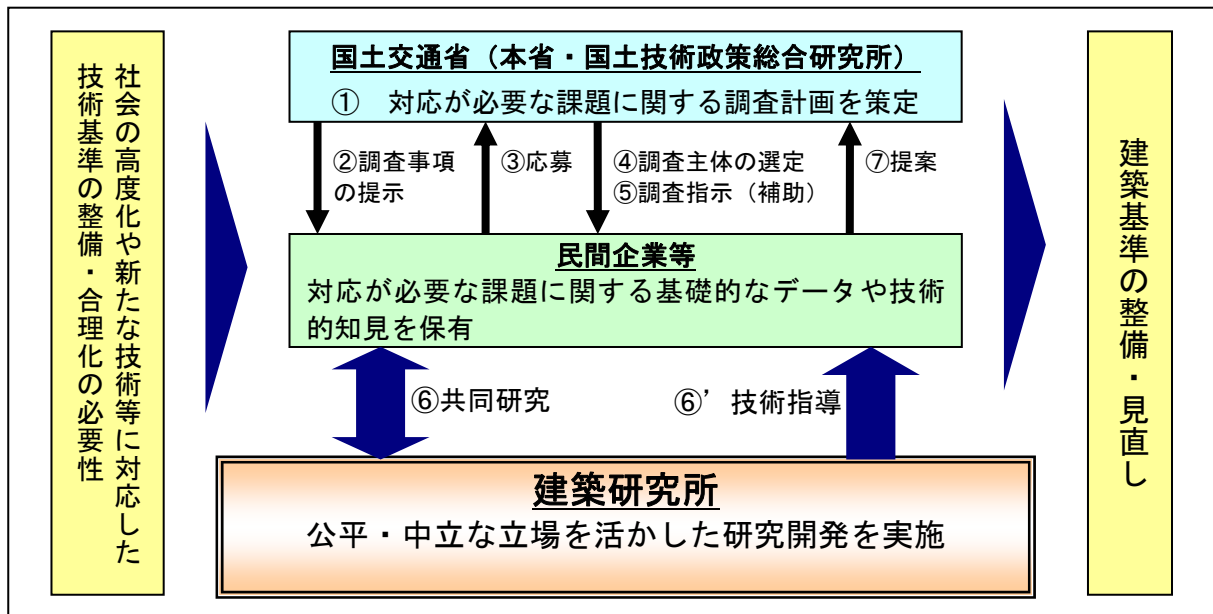 社会の高度化や新たな技術等に対応した
技術基準の整備・合理化の必要性
国土交通省（本省・国土技術政策総合研究所）
①　対応が必要な課題に関する調査計画を策定
②調査事項
の提示
③応募
④調査主体の選定
⑤調査指示（補助）
⑦提案
民間企業等
対応が必要な課題に関する基礎的なデータや技術
的知見を保有
⑥共同研究
⑥’技術指導
建築研究所
公平・中立な立場を活かした研究開発を実施
建築基準の整備・見直し